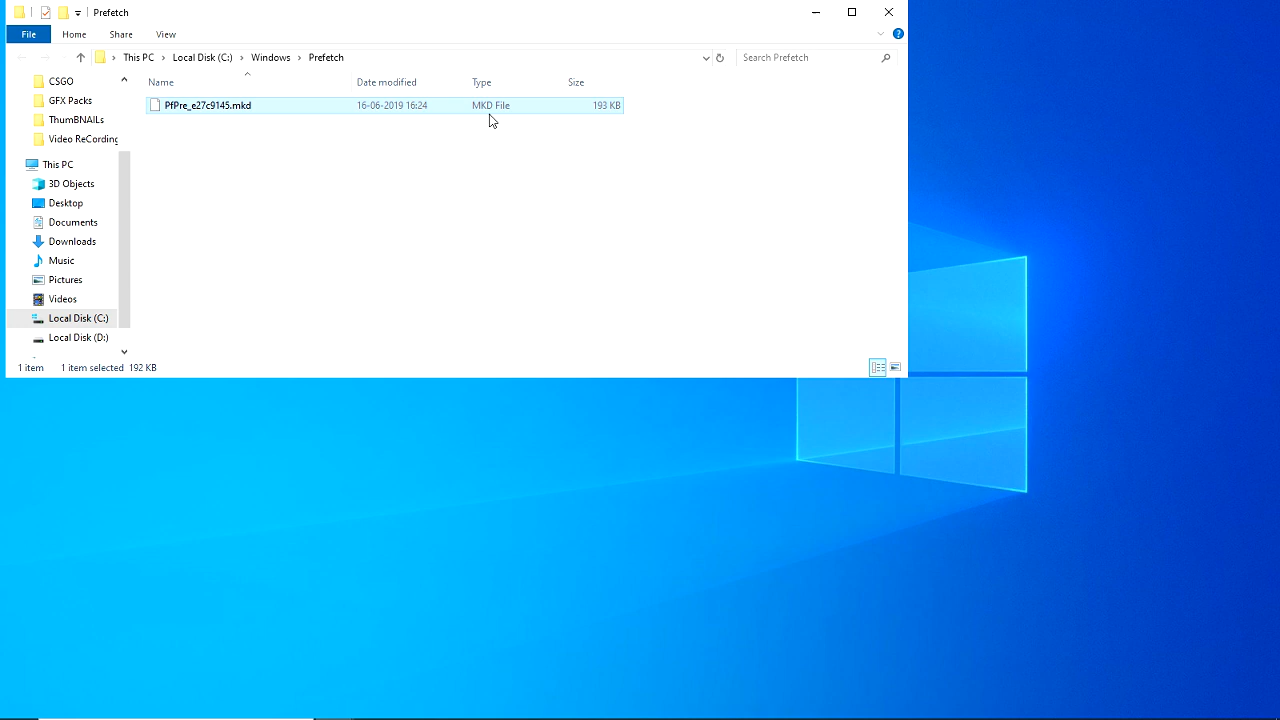 Prefetch
File Home Share View
This PC Local Disk (C:) Windows Prefetch Search Prefetch
Name Date modified Type Size
PfPre_e27c9145.mkd 16-06-2019 16:24 MKD File 193 KB
CSGO
GFX Packs
ThumBNAILs
Video ReCording
This PC
3D Objects
Desktop
Documents
Downloads
Music
Pictures
Videos
Local Disk (C:)
Local Disk (D:)
1 item 1 item selected 192 KB